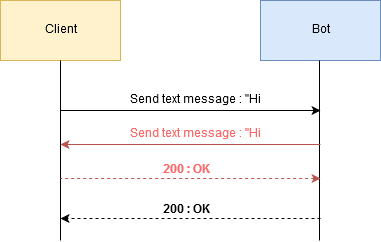 Client
Bot
Send text message : "Hi
Send text message : "Hi
200 : OK
200 : OK